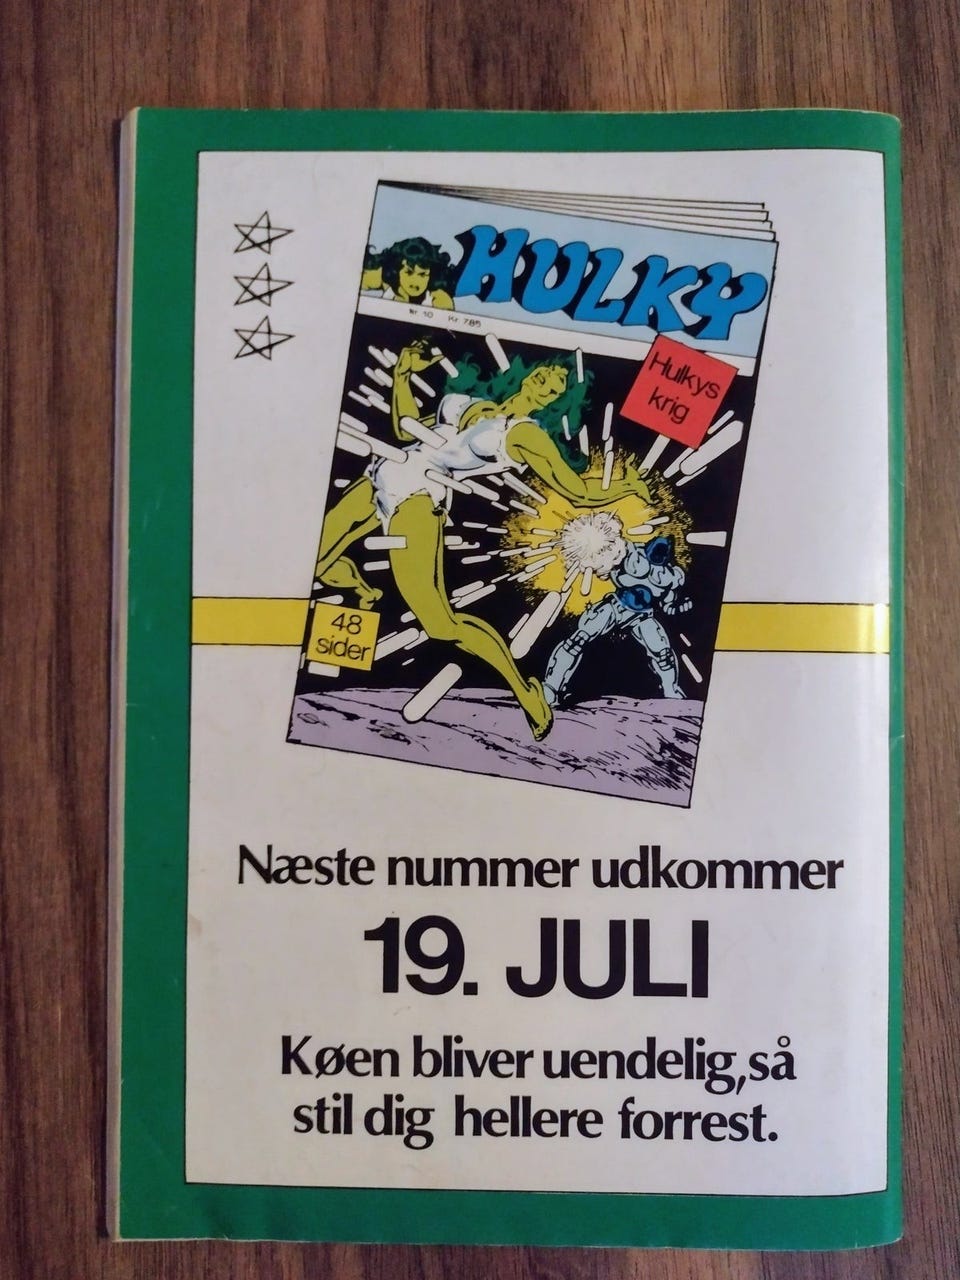 HULKY
Nr. 10 Kr. 7.85
Hulkys
krig
48
sider
Næste nummer udkommer
19. JULI
Køen bliver uendelig, så
stil dig hellere forrest.